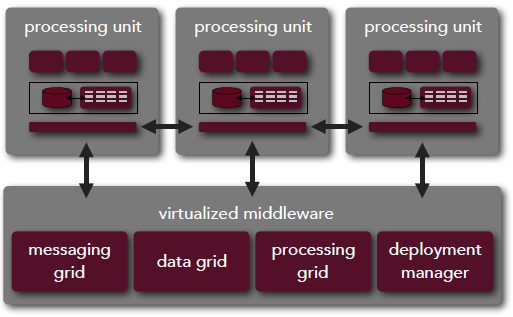 processing unit
processing unit
processing unit
virtualized middleware
messaging
grid
data grid
processing
grid
deployment
manager